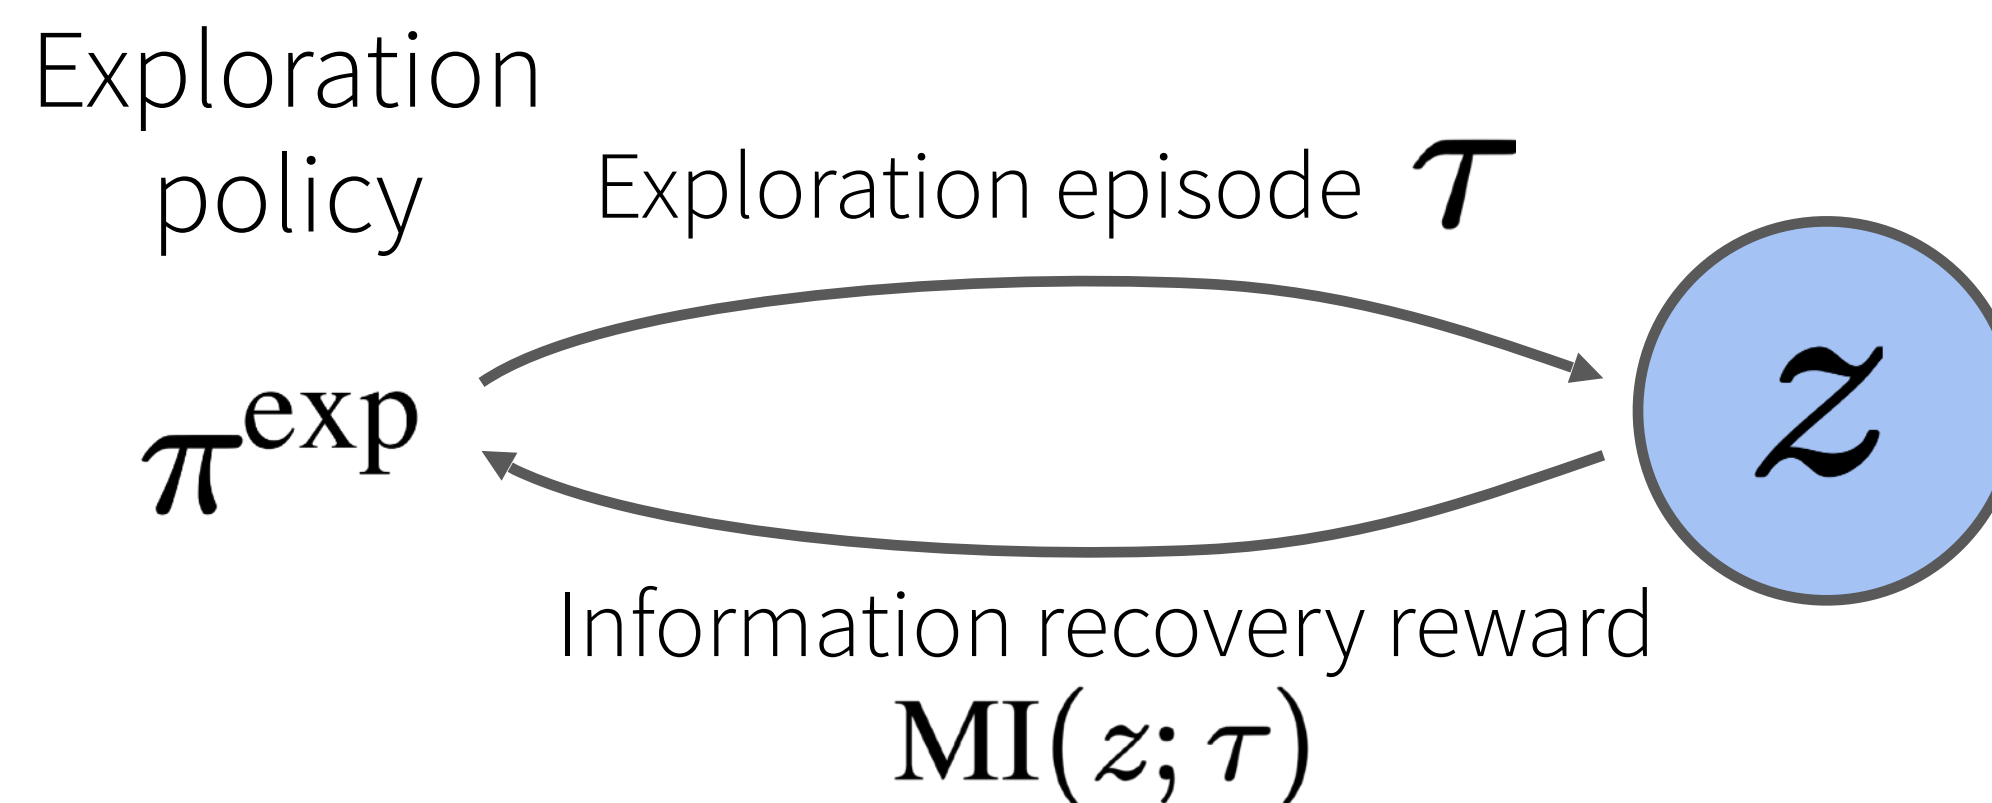 Exploration
policy
Exploration episode τ
π^exp
z
Information recovery reward
MI(z; τ)